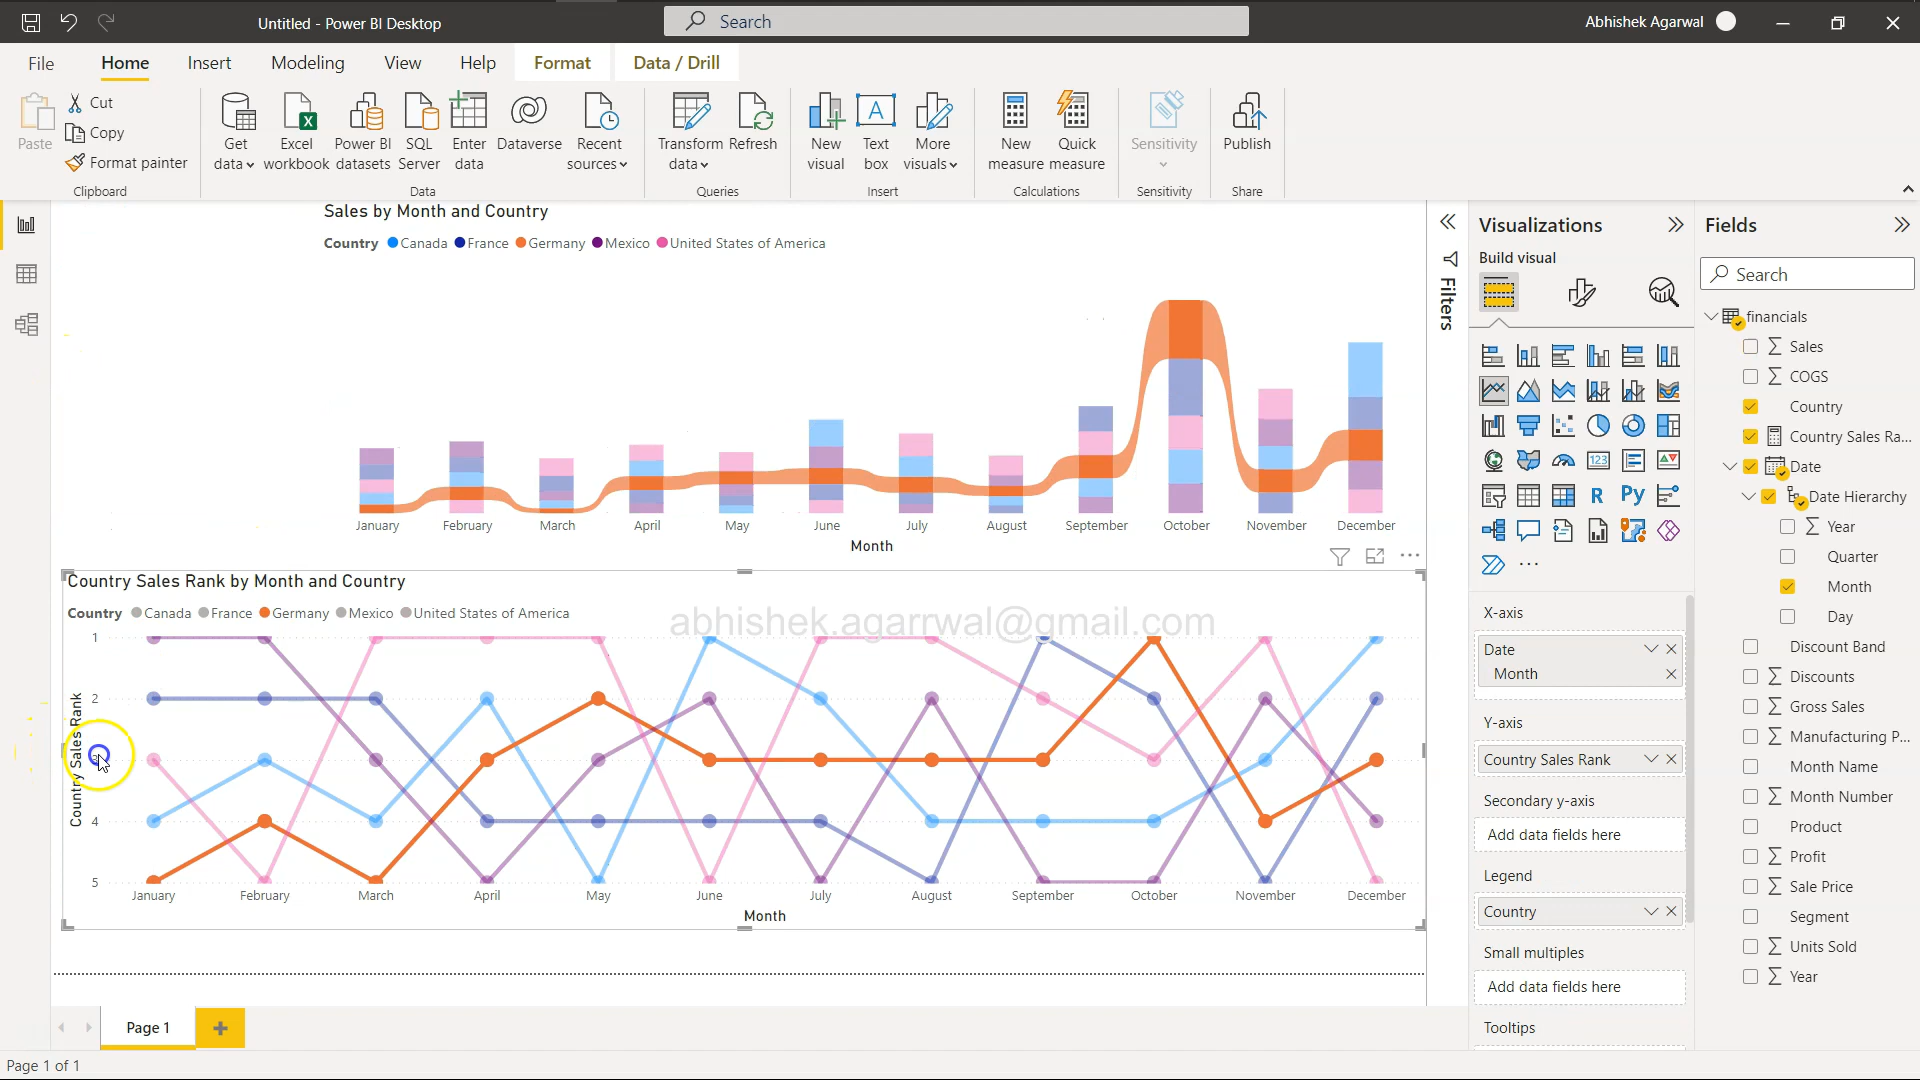 Untitled - Power BI Desktop
Search
Abhishek Agarwal
File Home Insert Modeling View Help Format Data / Drill
Paste
Cut
Copy
Format painter
Clipboard
Get data
Excel workbook
Power BI datasets
SQL Server
Enter data
Dataverse
Recent sources
Data
Transform data
Refresh
Queries
New visual
Text box
More visuals
Insert
New measure
Quick measure
Calculations
Sensitivity
Sensitivity
Publish
Share
Sales by Month and Country
Country Canada France Germany Mexico United States of America
January February March April May June July August September October November December
Month
Country Sales Rank by Month and Country
Country Canada France Germany Mexico United States of America
abhishek.agarrwal@gmail.com
Country Sales Rank
1
2
4
5
January February March April May June July August September October November December
Month
Page 1
Page 1 of 1
Filters
Visualizations
Build visual
123
R
Py
X-axis
Date
Month
Y-axis
Country Sales Rank
Secondary y-axis
Add data fields here
Legend
Country
Small multiples
Add data fields here
Tooltips
Fields
Search
financials
Sales
COGS
Country
Country Sales Ra...
Date
Date Hierarchy
Year
Quarter
Month
Day
Discount Band
Discounts
Gross Sales
Manufacturing P...
Month Name
Month Number
Product
Profit
Sale Price
Segment
Units Sold
Year